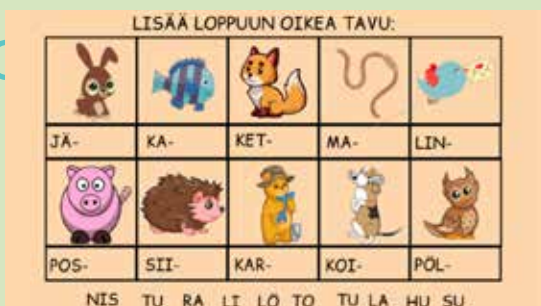 LISÄÄ LOPPUUN OIKEA TAVU:
JÄ- KA- KET- MA- LIN-
POS- SII- KAR- KOI- PÖL-
NIS TU RA LI LÖ TO TU LA HU SU